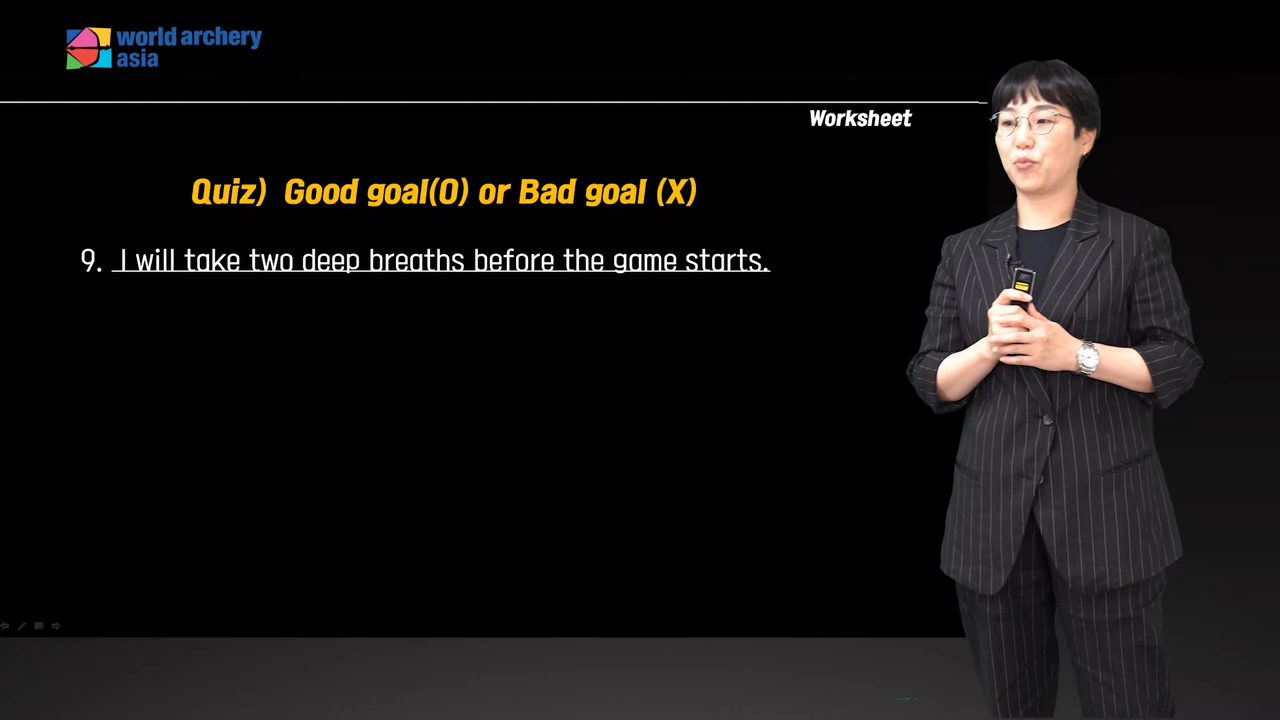 world archery
asia
Worksheet
Quiz) Good goal(O) or Bad goal (X)
9. I will take two deep breaths before the game starts.